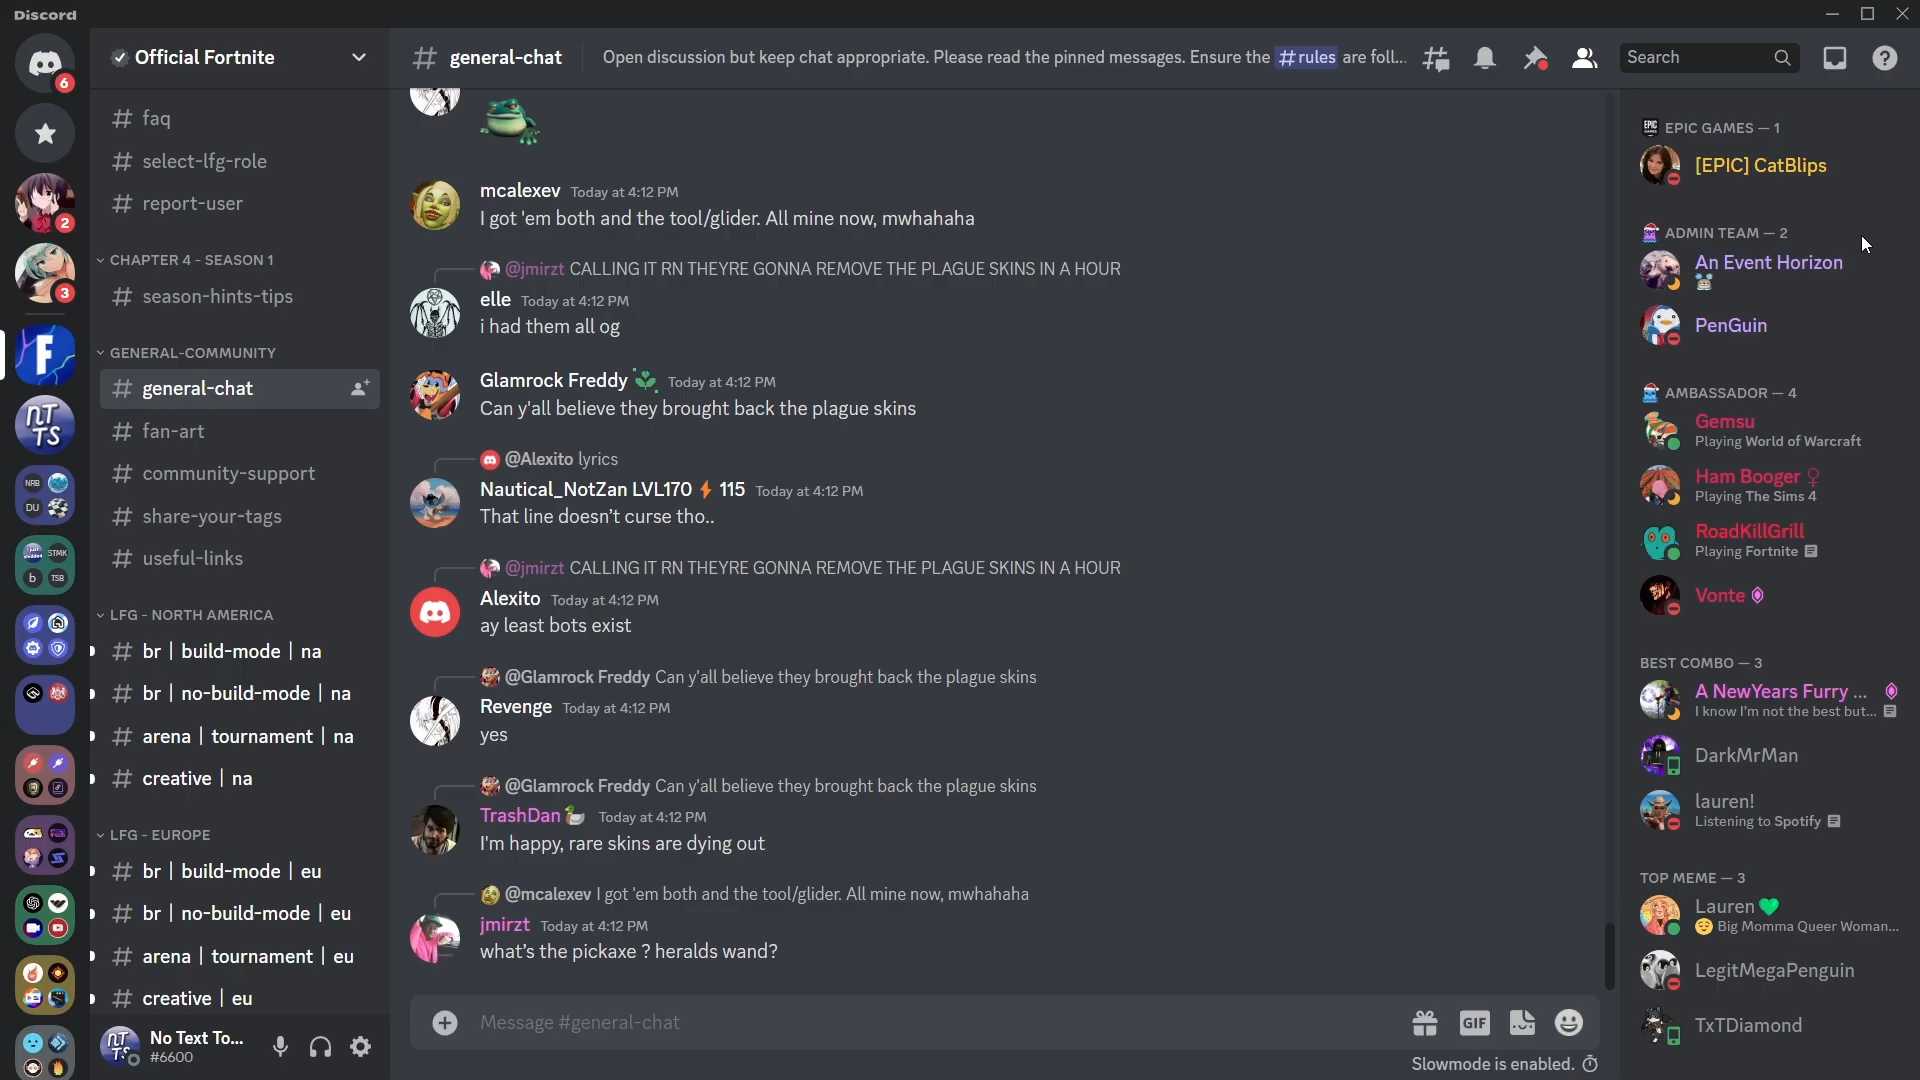 Discord
6
2
3
NRB
DU
STMK
b
TSB
Official Fortnite
# faq
# select-lfg-role
# report-user
CHAPTER 4 - SEASON 1
# season-hints-tips
GENERAL-COMMUNITY
# general-chat
# fan-art
# community-support
# share-your-tags
# useful-links
LFG - NORTH AMERICA
# br | build-mode | na
# br | no-build-mode | na
# arena | tournament | na
# creative | na
LFG - EUROPE
# br | build-mode | eu
# br | no-build-mode | eu
# arena | tournament | eu
# creative | eu
No Text To...
#6600
# general-chat
Open discussion but keep chat appropriate. Please read the pinned messages. Ensure the #rules are foll...
Search
mcalexev Today at 4:12 PM
I got 'em both and the tool/glider. All mine now, mwhahaha
@jmirzt CALLING IT RN THEYRE GONNA REMOVE THE PLAGUE SKINS IN A HOUR
elle Today at 4:12 PM
i had them all og
Glamrock Freddy Today at 4:12 PM
Can y'all believe they brought back the plague skins
@Alexito lyrics
Nautical_NotZan LVL170 ⚡ 115 Today at 4:12 PM
That line doesn't curse tho..
@jmirzt CALLING IT RN THEYRE GONNA REMOVE THE PLAGUE SKINS IN A HOUR
Alexito Today at 4:12 PM
ay least bots exist
@Glamrock Freddy Can y'all believe they brought back the plague skins
Revenge Today at 4:12 PM
yes
@Glamrock Freddy Can y'all believe they brought back the plague skins
TrashDan Today at 4:12 PM
I'm happy, rare skins are dying out
@mcalexev I got 'em both and the tool/glider. All mine now, mwhahaha
jmirzt Today at 4:12 PM
what's the pickaxe ? heralds wand?
Message #general-chat
GIF
Slowmode is enabled.
EPIC GAMES — 1
[EPIC] CatBlips
ADMIN TEAM — 2
An Event Horizon
PenGuin
AMBASSADOR — 4
Gemsu
Playing World of Warcraft
Ham Booger ♀
Playing The Sims 4
RoadKillGrill
Playing Fortnite
Vonte
BEST COMBO — 3
A NewYears Furry ...
I know I'm not the best but...
DarkMrMan
lauren!
Listening to Spotify
TOP MEME — 3
Lauren 💚
😌 Big Momma Queer Woman...
LegitMegaPenguin
TxTDiamond